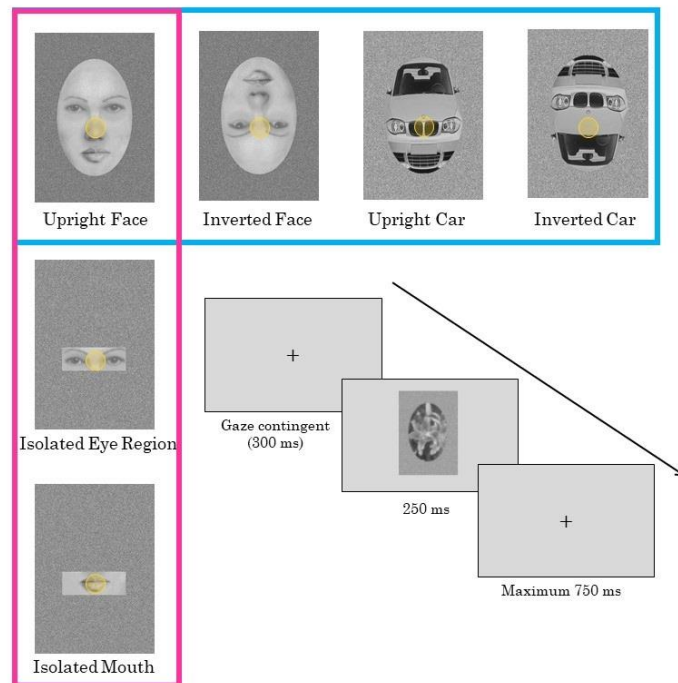 Upright Face
Inverted Face
Upright Car
Inverted Car
Isolated Eye Region
Gaze contingent
(300 ms)
250 ms
Isolated Mouth
Maximum 750 ms